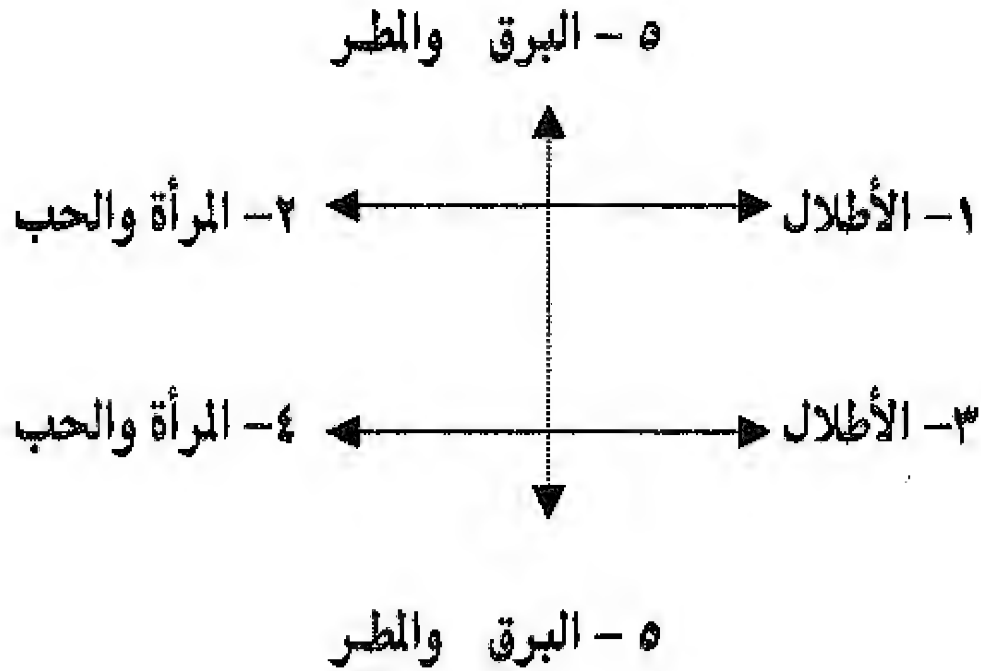 ٥ – البرق والمطر
١– الأطلال ٢– المرأة والحب
٣– الأطلال ٤– المرأة والحب
٥ – البرق والمطر